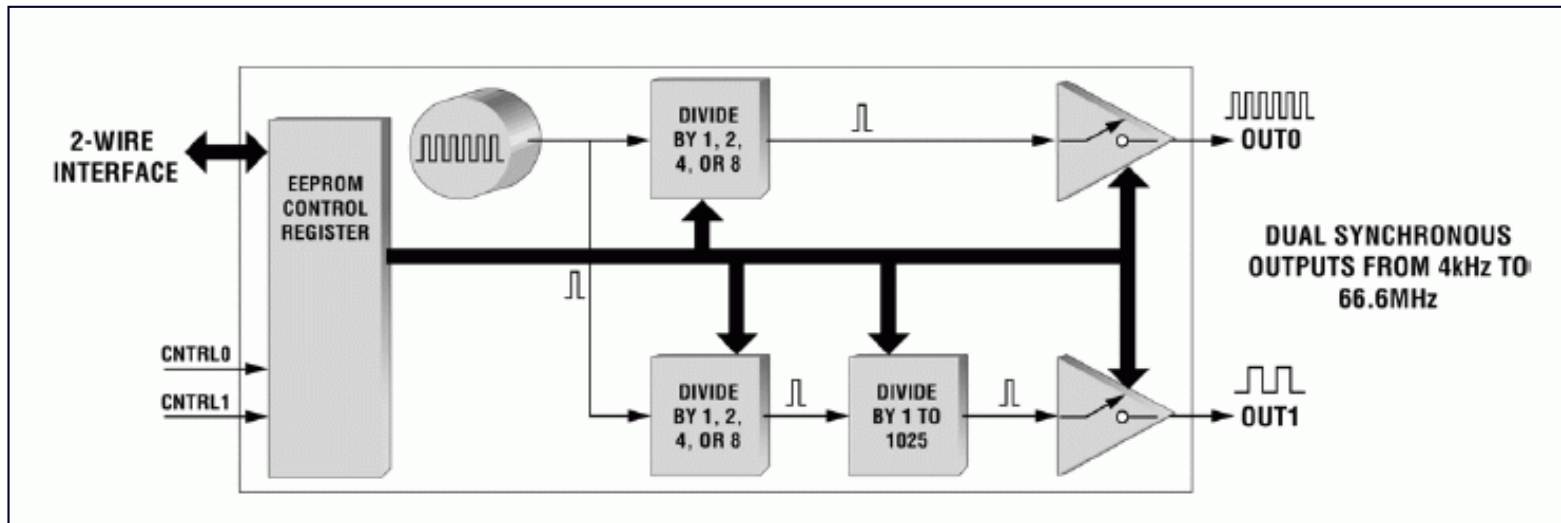 2-WIRE
INTERFACE
EEPROM
CONTROL
REGISTER
CNTRL0
CNTRL1
DIVIDE
BY 1, 2,
4, OR 8
OUT0
DUAL SYNCHRONOUS
OUTPUTS FROM 4kHz TO
66.6MHz
DIVIDE
BY 1, 2,
4, OR 8
DIVIDE
BY 1 TO
1025
OUT1